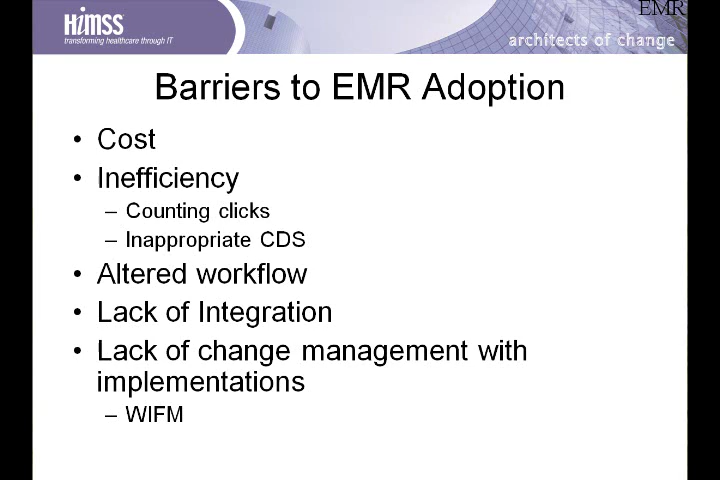 EMR
HiMSS
transforming healthcare through IT
architects of change
Barriers to EMR Adoption
• Cost
• Inefficiency
– Counting clicks
– Inappropriate CDS
• Altered workflow
• Lack of Integration
• Lack of change management with
implementations
– WIFM